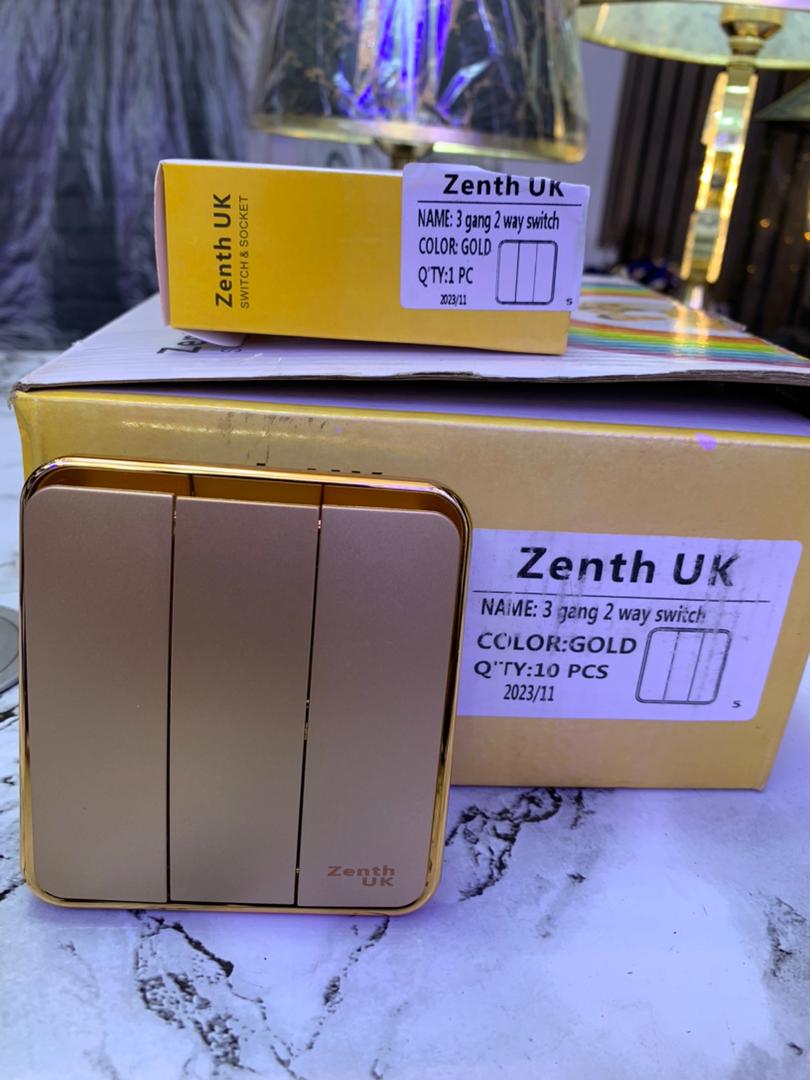 Zenth UK
SWITCH & SOCKET
Zenth UK
NAME: 3 gang 2 way switch
COLOR: GOLD
Q'TY:1 PC
2023/11
S
Zenth UK
NAME: 3 gang 2 way switch
COLOR:GOLD
Q'TY:10 PCS
2023/11
S
Zenth
UK